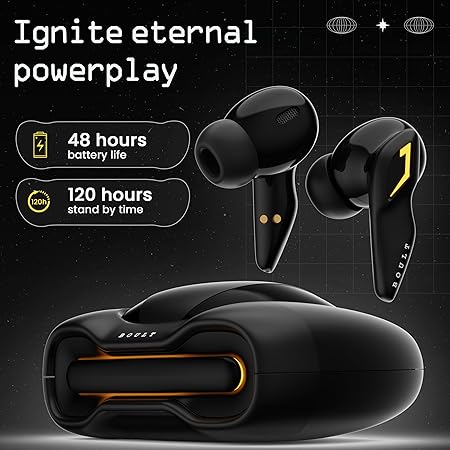 Ignite eternal
powerplay
48 hours
battery life
120h
120 hours
stand by time
BOULT
BOULT